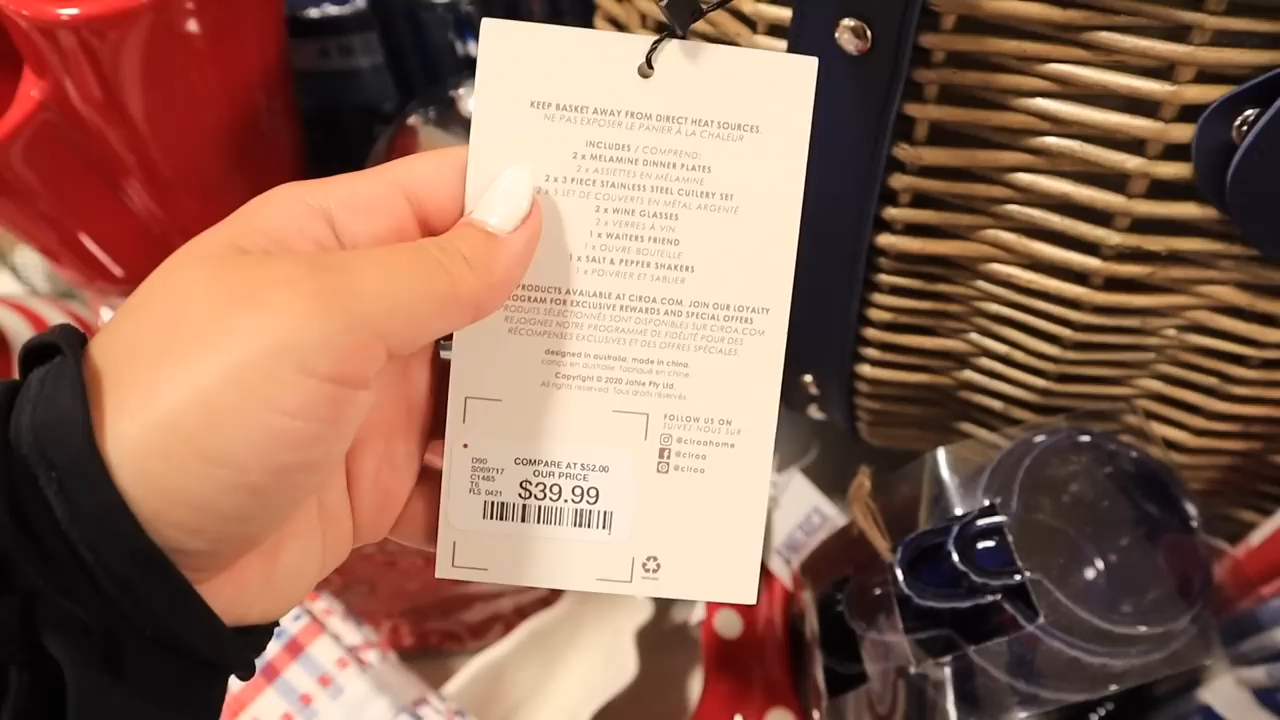 KEEP BASKET AWAY FROM DIRECT HEAT SOURCES.
NE PAS EXPOSER LE PANIER À LA CHALEUR
INCLUDES / COMPREND:
2 x MELAMINE DINNER PLATES
2 x ASSIETTES EN MÉLAMINE
2 x 3 PIECE STAINLESS STEEL CUTLERY SET
2 x 3 SET DE COUVERTS EN MÉTAL ARGENTÉ
2 x WINE GLASSES
2 x VERRES À VIN
1 x WAITERS FRIEND
1 x OUVRE-BOUTEILLE
1 x SALT & PEPPER SHAKERS
1 x POIVRIER ET SABLIER
PRODUCTS AVAILABLE AT CIROA.COM. JOIN OUR LOYALTY
OGRAM FOR EXCLUSIVE REWARDS AND SPECIAL OFFERS
RODUITS SÉLECTIONNÉS SONT DISPONIBLES SUR CIROA.COM
REJOIGNEZ NOTRE PROGRAMME DE FIDÉLITÉ POUR DES
RÉCOMPENSES EXCLUSIVES ET DES OFFRES SPÉCIALES.
designed in australia, made in china.
conçu en australie. fabriqué en chine.
Copyright © 2020 Jahle Pty Ltd.
All rights reserved. Tous droits réservés
FOLLOW US ON
SUIVEZ-NOUS SUR
@ciroahome
@ciroa
@ciroa
D90
S069717
C1485
T6
FLS 0421
COMPARE AT $52.00
OUR PRICE
$39.99